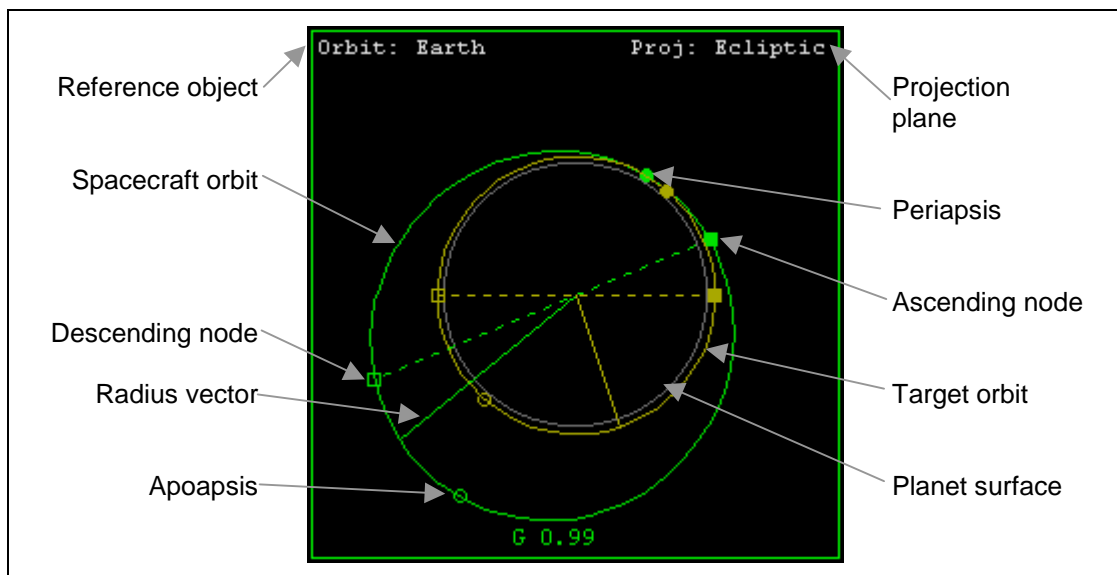 Orbit: Earth
Proj: Ecliptic
Reference object
Projection
plane
Spacecraft orbit
Periapsis
Ascending node
Descending node
Radius vector
Target orbit
Apoapsis
Planet surface
G 0.99